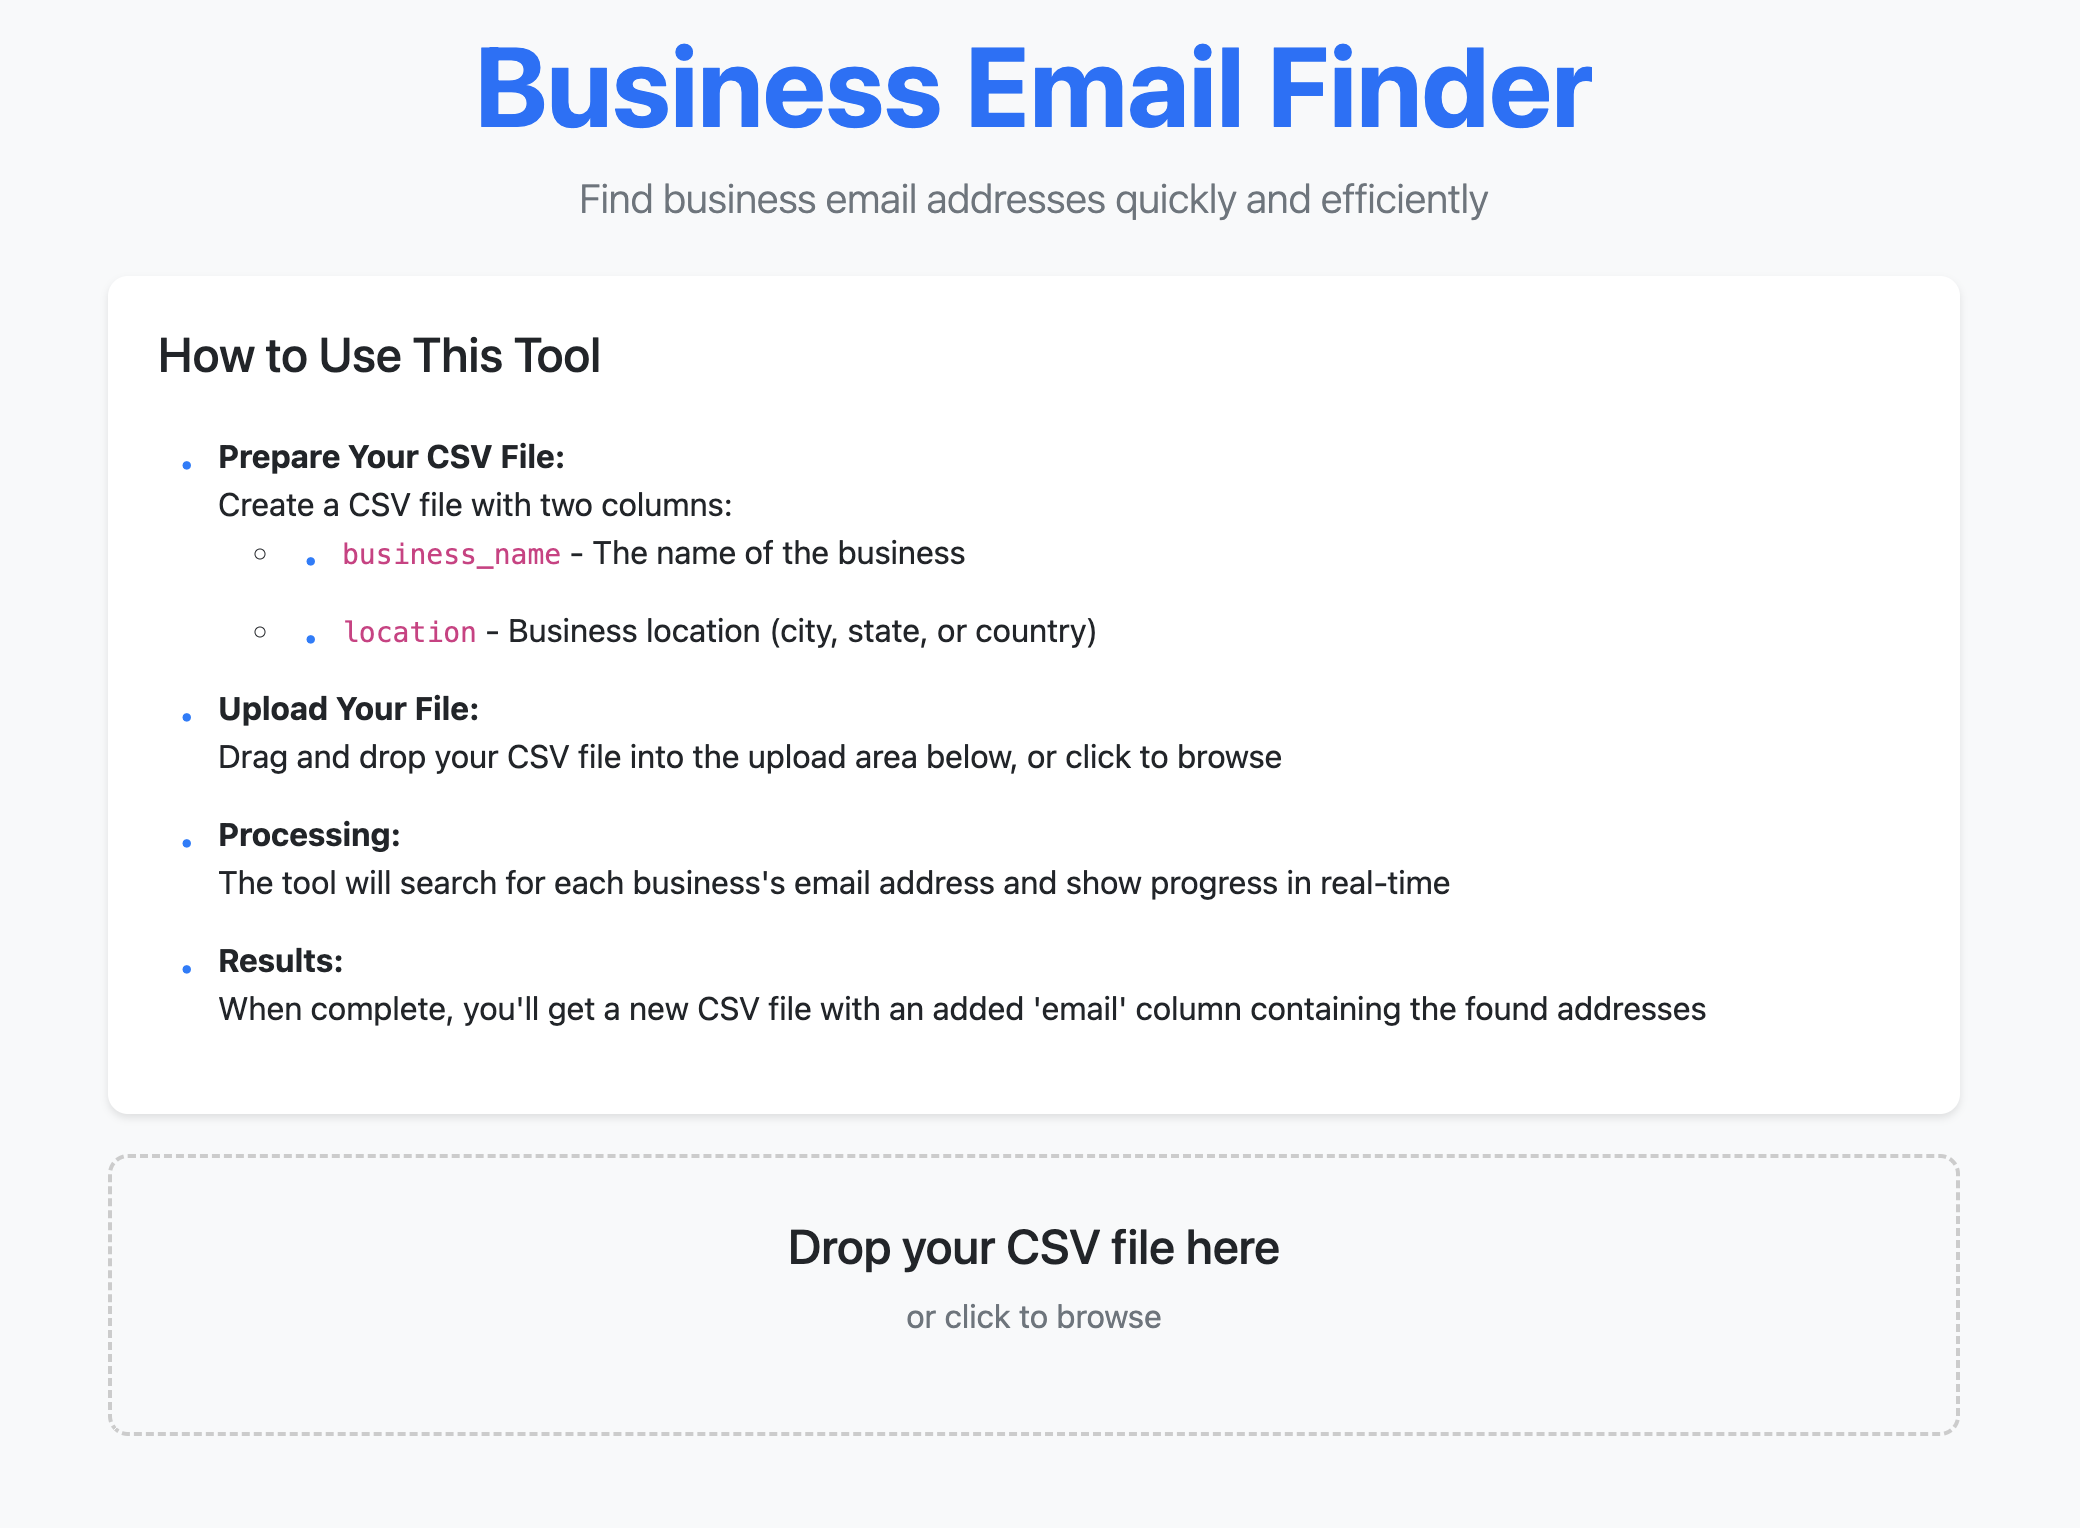 Business Email Finder
Find business email addresses quickly and efficiently
How to Use This Tool
Prepare Your CSV File:
Create a CSV file with two columns:
business_name - The name of the business
location - Business location (city, state, or country)
Upload Your File:
Drag and drop your CSV file into the upload area below, or click to browse
Processing:
The tool will search for each business's email address and show progress in real-time
Results:
When complete, you'll get a new CSV file with an added 'email' column containing the found addresses
Drop your CSV file here
or click to browse